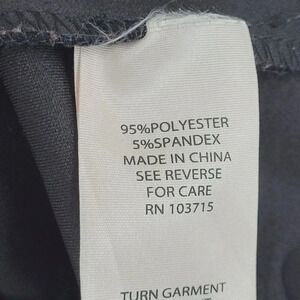 95%POLYESTER
5%SPANDEX
MADE IN CHINA
SEE REVERSE
FOR CARE
RN 103715
TURN GARMENT